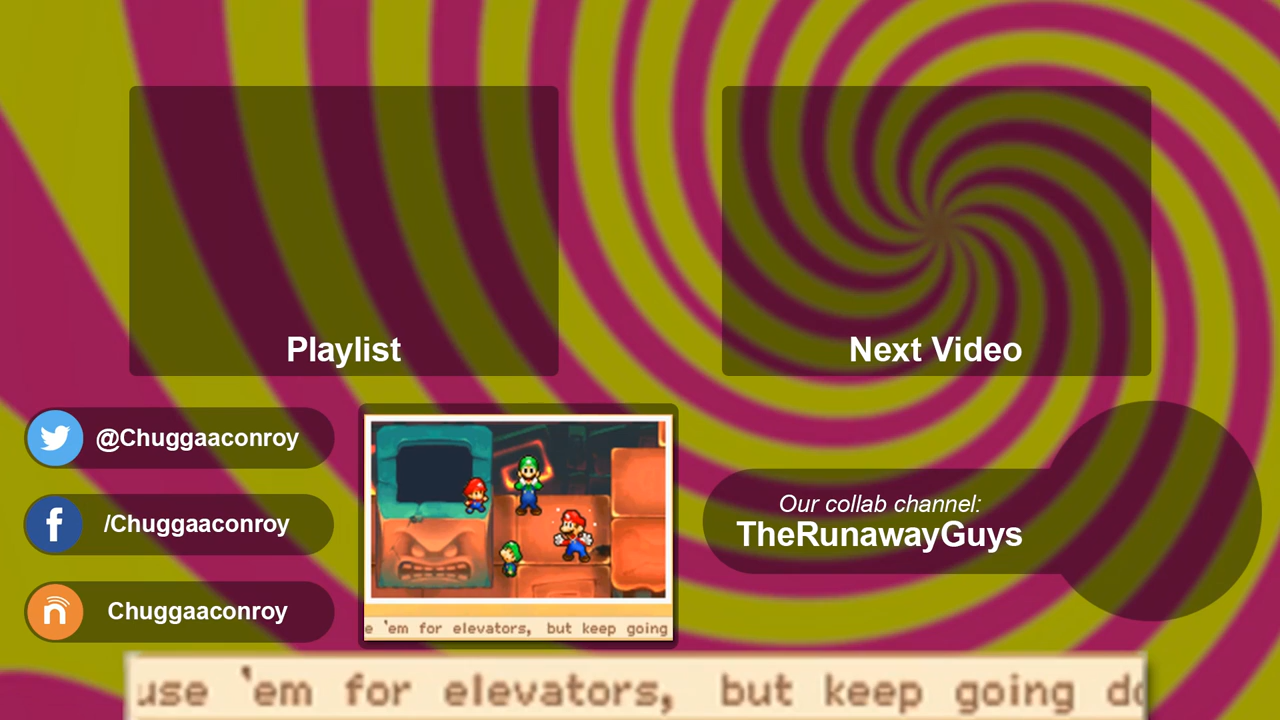 Playlist
Next Video
@Chuggaaconroy
/Chuggaaconroy
Chuggaaconroy
e 'em for elevators, but keep going
Our collab channel:
TheRunawayGuys
use 'em for elevators, but keep going do